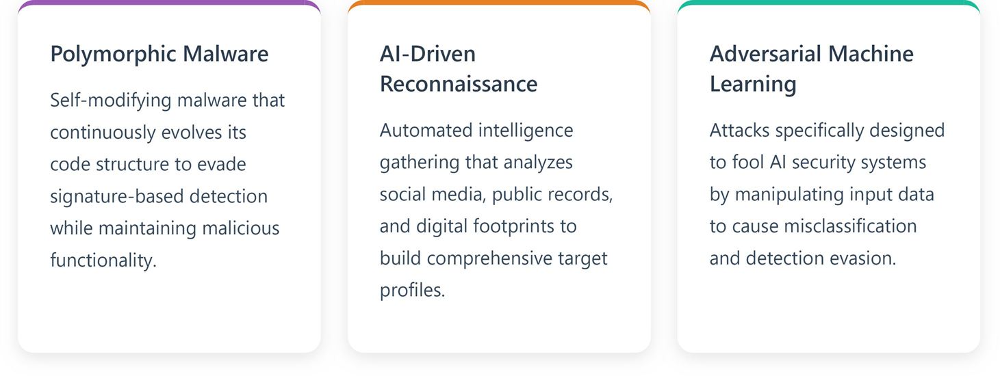 Polymorphic Malware
Self-modifying malware that
continuously evolves its
code structure to evade
signature-based detection
while maintaining malicious
functionality.
AI-Driven
Reconnaissance
Automated intelligence
gathering that analyzes
social media, public records,
and digital footprints to
build comprehensive target
profiles.
Adversarial Machine
Learning
Attacks specifically designed
to fool AI security systems
by manipulating input data
to cause misclassification
and detection evasion.